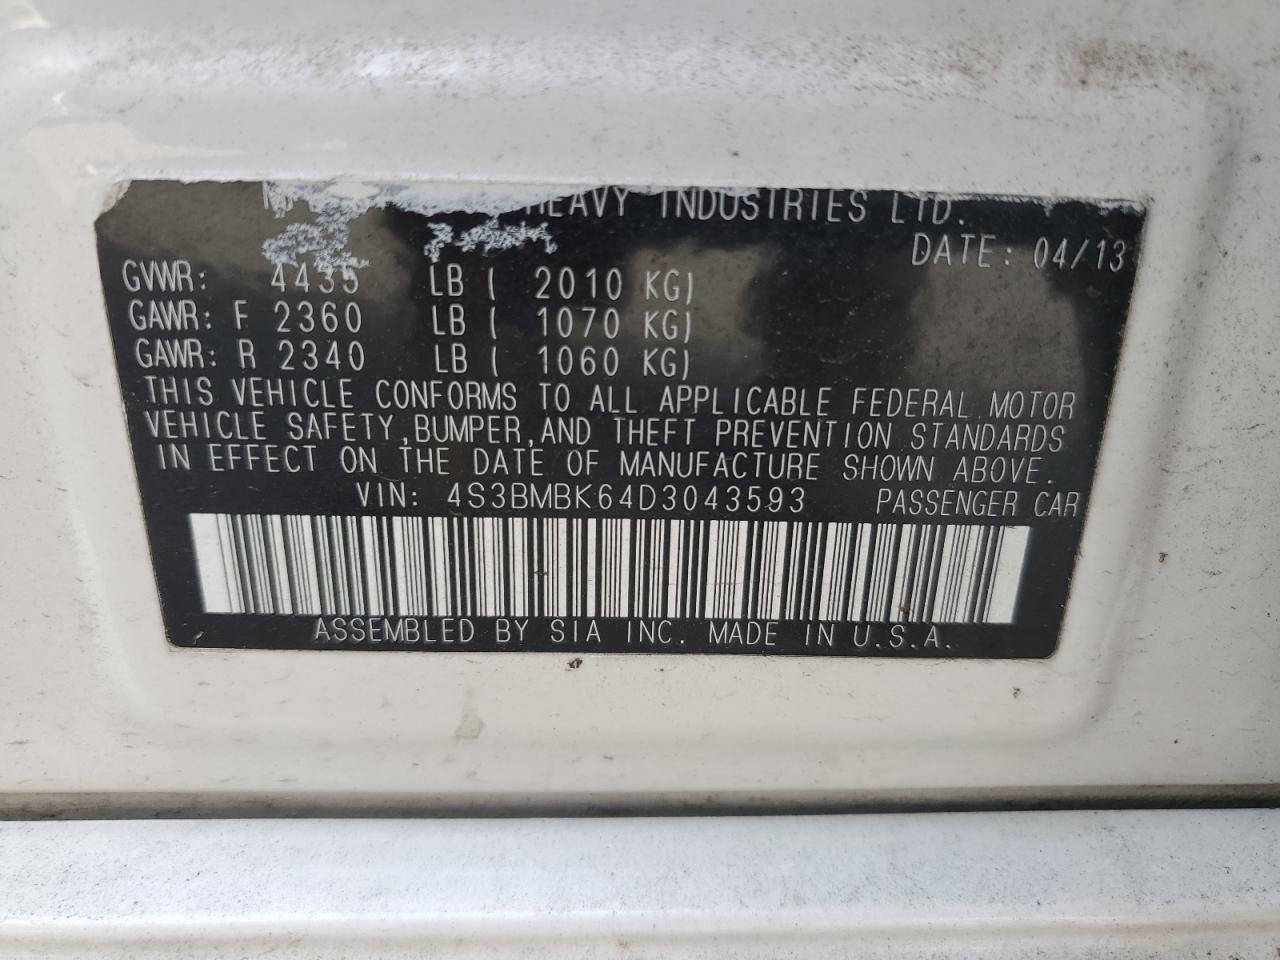 HEAVY INDUSTRIES LTD.
DATE: 04/13
GVWR: 4435 LB ( 2010 KG)
GAWR: F 2360 LB ( 1070 KG)
GAWR: R 2340 LB ( 1060 KG)
THIS VEHICLE CONFORMS TO ALL APPLICABLE FEDERAL MOTOR
VEHICLE SAFETY,BUMPER,AND THEFT PREVENTION STANDARDS
IN EFFECT ON THE DATE OF MANUFACTURE SHOWN ABOVE.
VIN: 4S3BMBK64D3043593 PASSENGER CAR
ASSEMBLED BY SIA INC. MADE IN U.S.A.